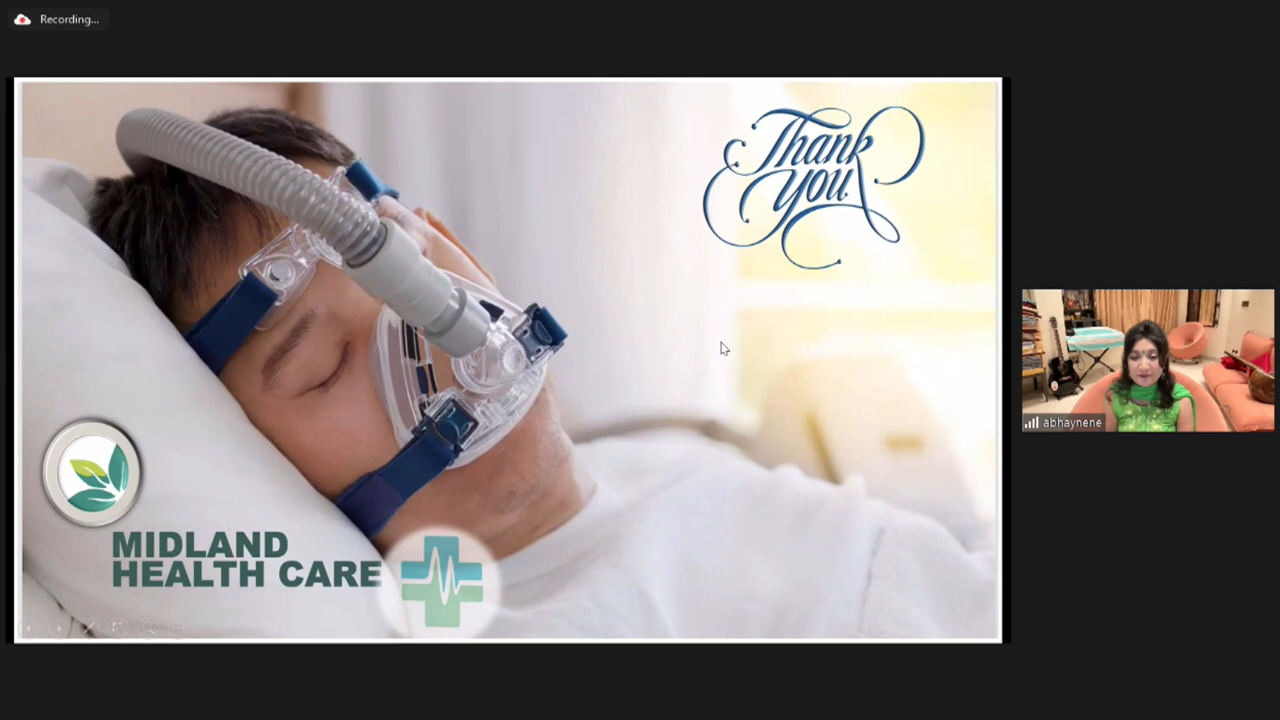 Recording...
Thank
you
MIDLAND
HEALTH CARE
abhaynene